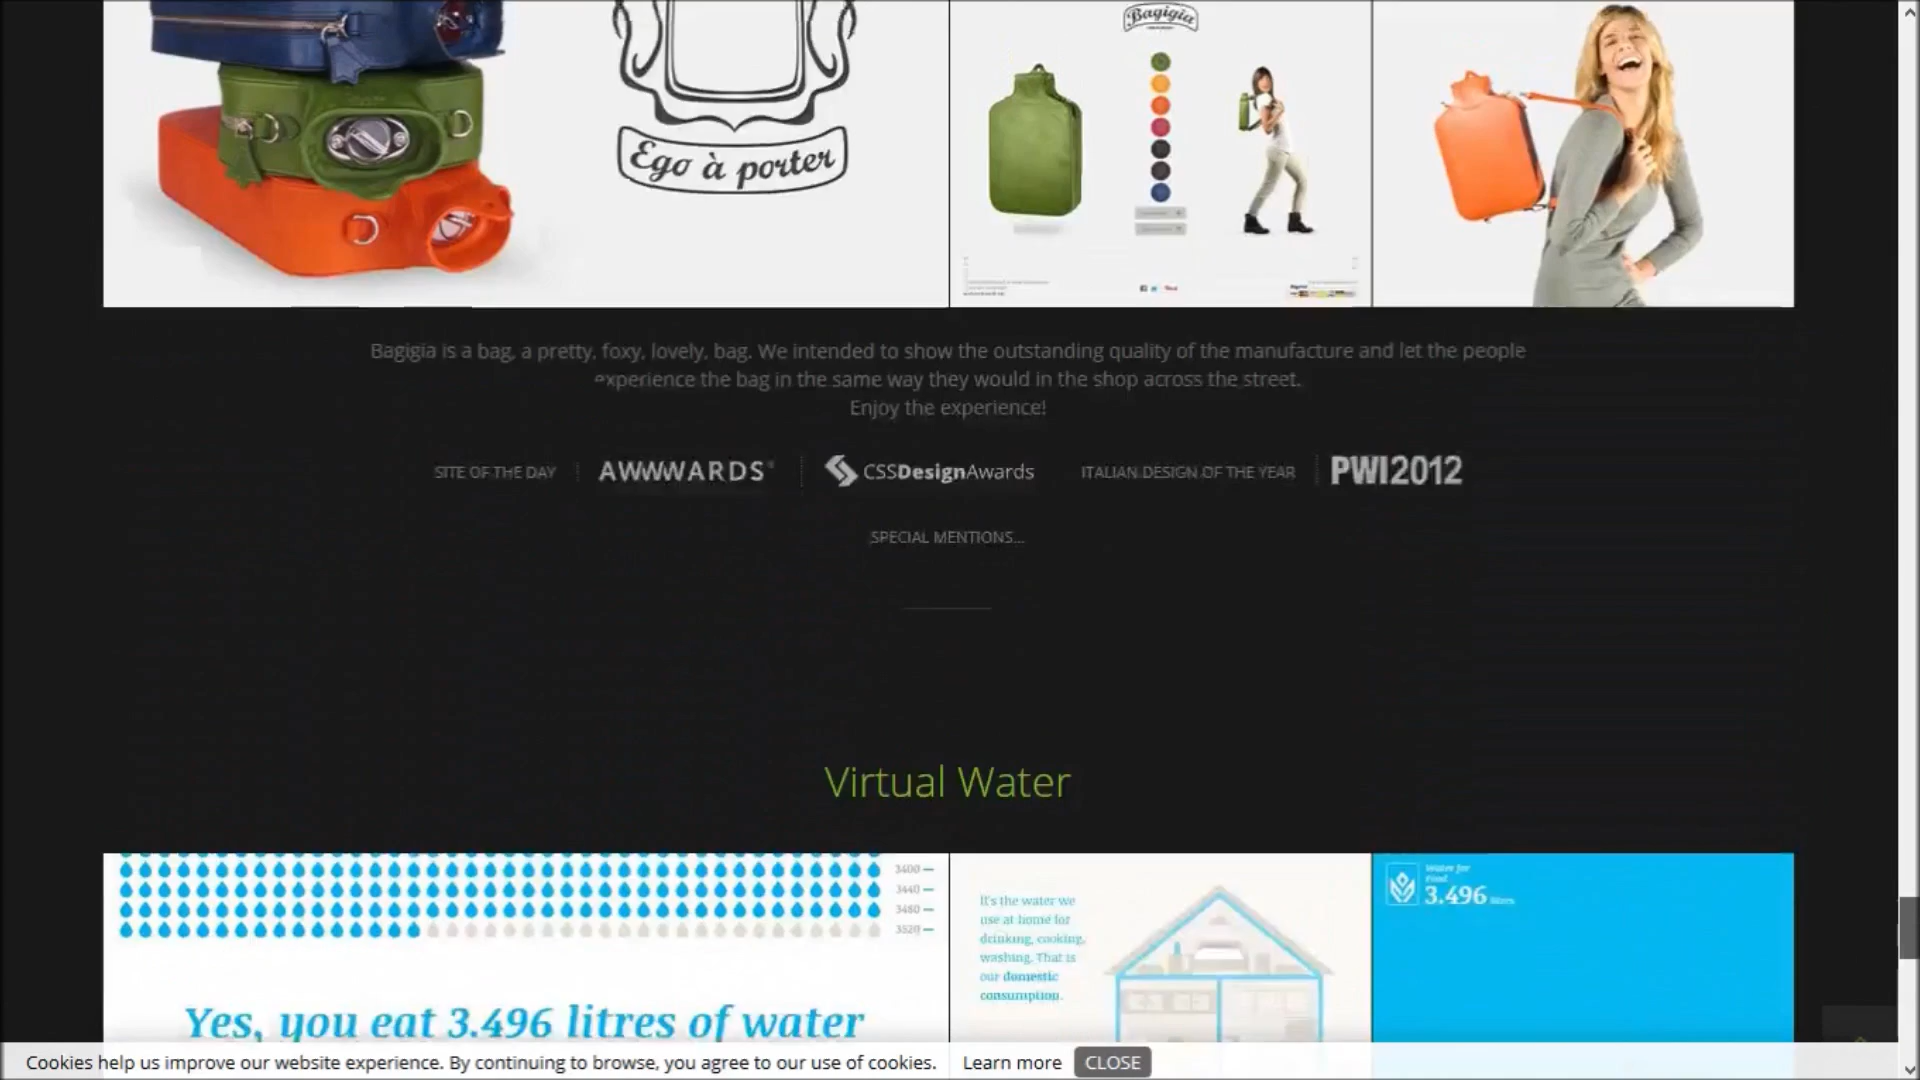 Bagigia
Ego à porter
Bagigia is a bag, a pretty, foxy, lovely, bag. We intended to show the outstanding quality of the manufacture and let the people
experience the bag in the same way they would in the shop across the street.
Enjoy the experience!
SITE OF THE DAY
AWWWARDS
CSSDesignAwards
ITALIAN DESIGN OF THE YEAR
PWI2012
SPECIAL MENTIONS...
Virtual Water
3400
3440
3480
3520
Yes, you eat 3.496 litres of water
It's the water we
use at home for
drinking, cooking,
washing. That is
our domestic
consumption.
Water for
Food
3.496 litres
Cookies help us improve our website experience. By continuing to browse, you agree to our use of cookies. Learn more CLOSE